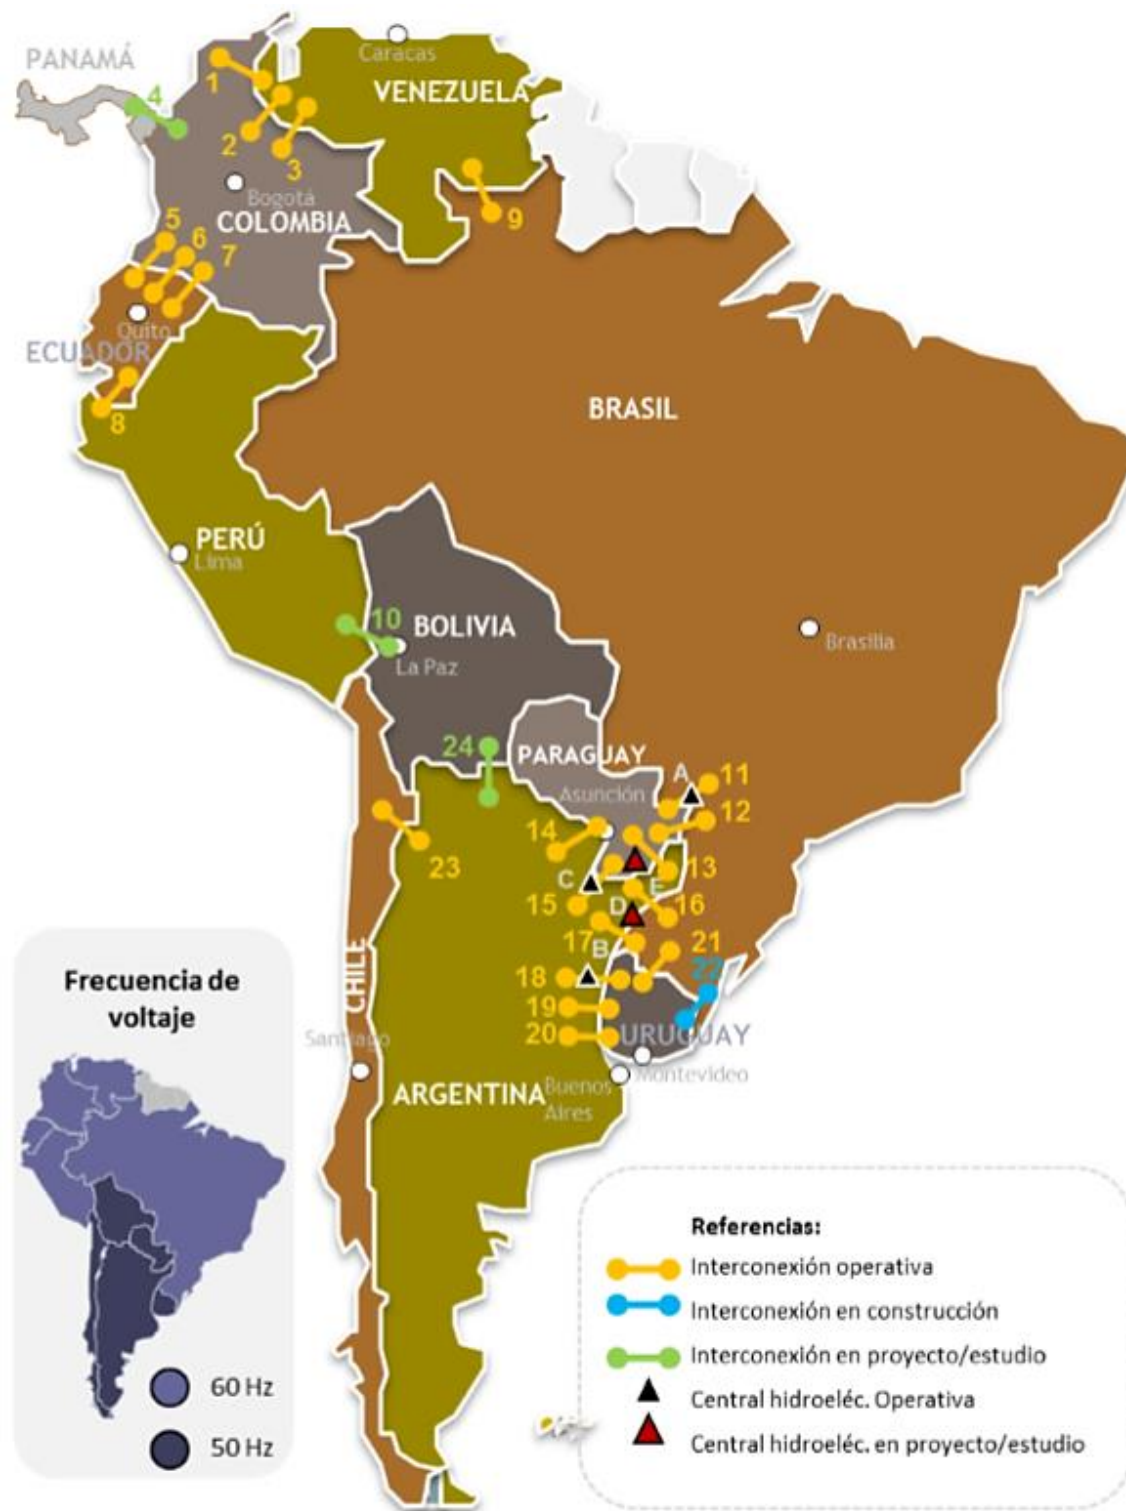 PANAMÁ
Caracas
VENEZUELA
1
4
2
3
Bogotá
COLOMBIA
9
5
6
7
Quito
ECUADOR
8
BRASIL
PERÚ
Lima
10
BOLIVIA
La Paz
Brasilia
24
PARAGUAY
A
11
Asunción
12
14
23
C
E
13
15
D
16
17
B
21
18
22
19
20
URUGUAY
CHILE
Santiago
Montevideo
Buenos
Aires
ARGENTINA
Frecuencia de
voltaje
60 Hz
50 Hz
Referencias:
Interconexión operativa
Interconexión en construcción
Interconexión en proyecto/estudio
Central hidroeléc. Operativa
Central hidroeléc. en proyecto/estudio